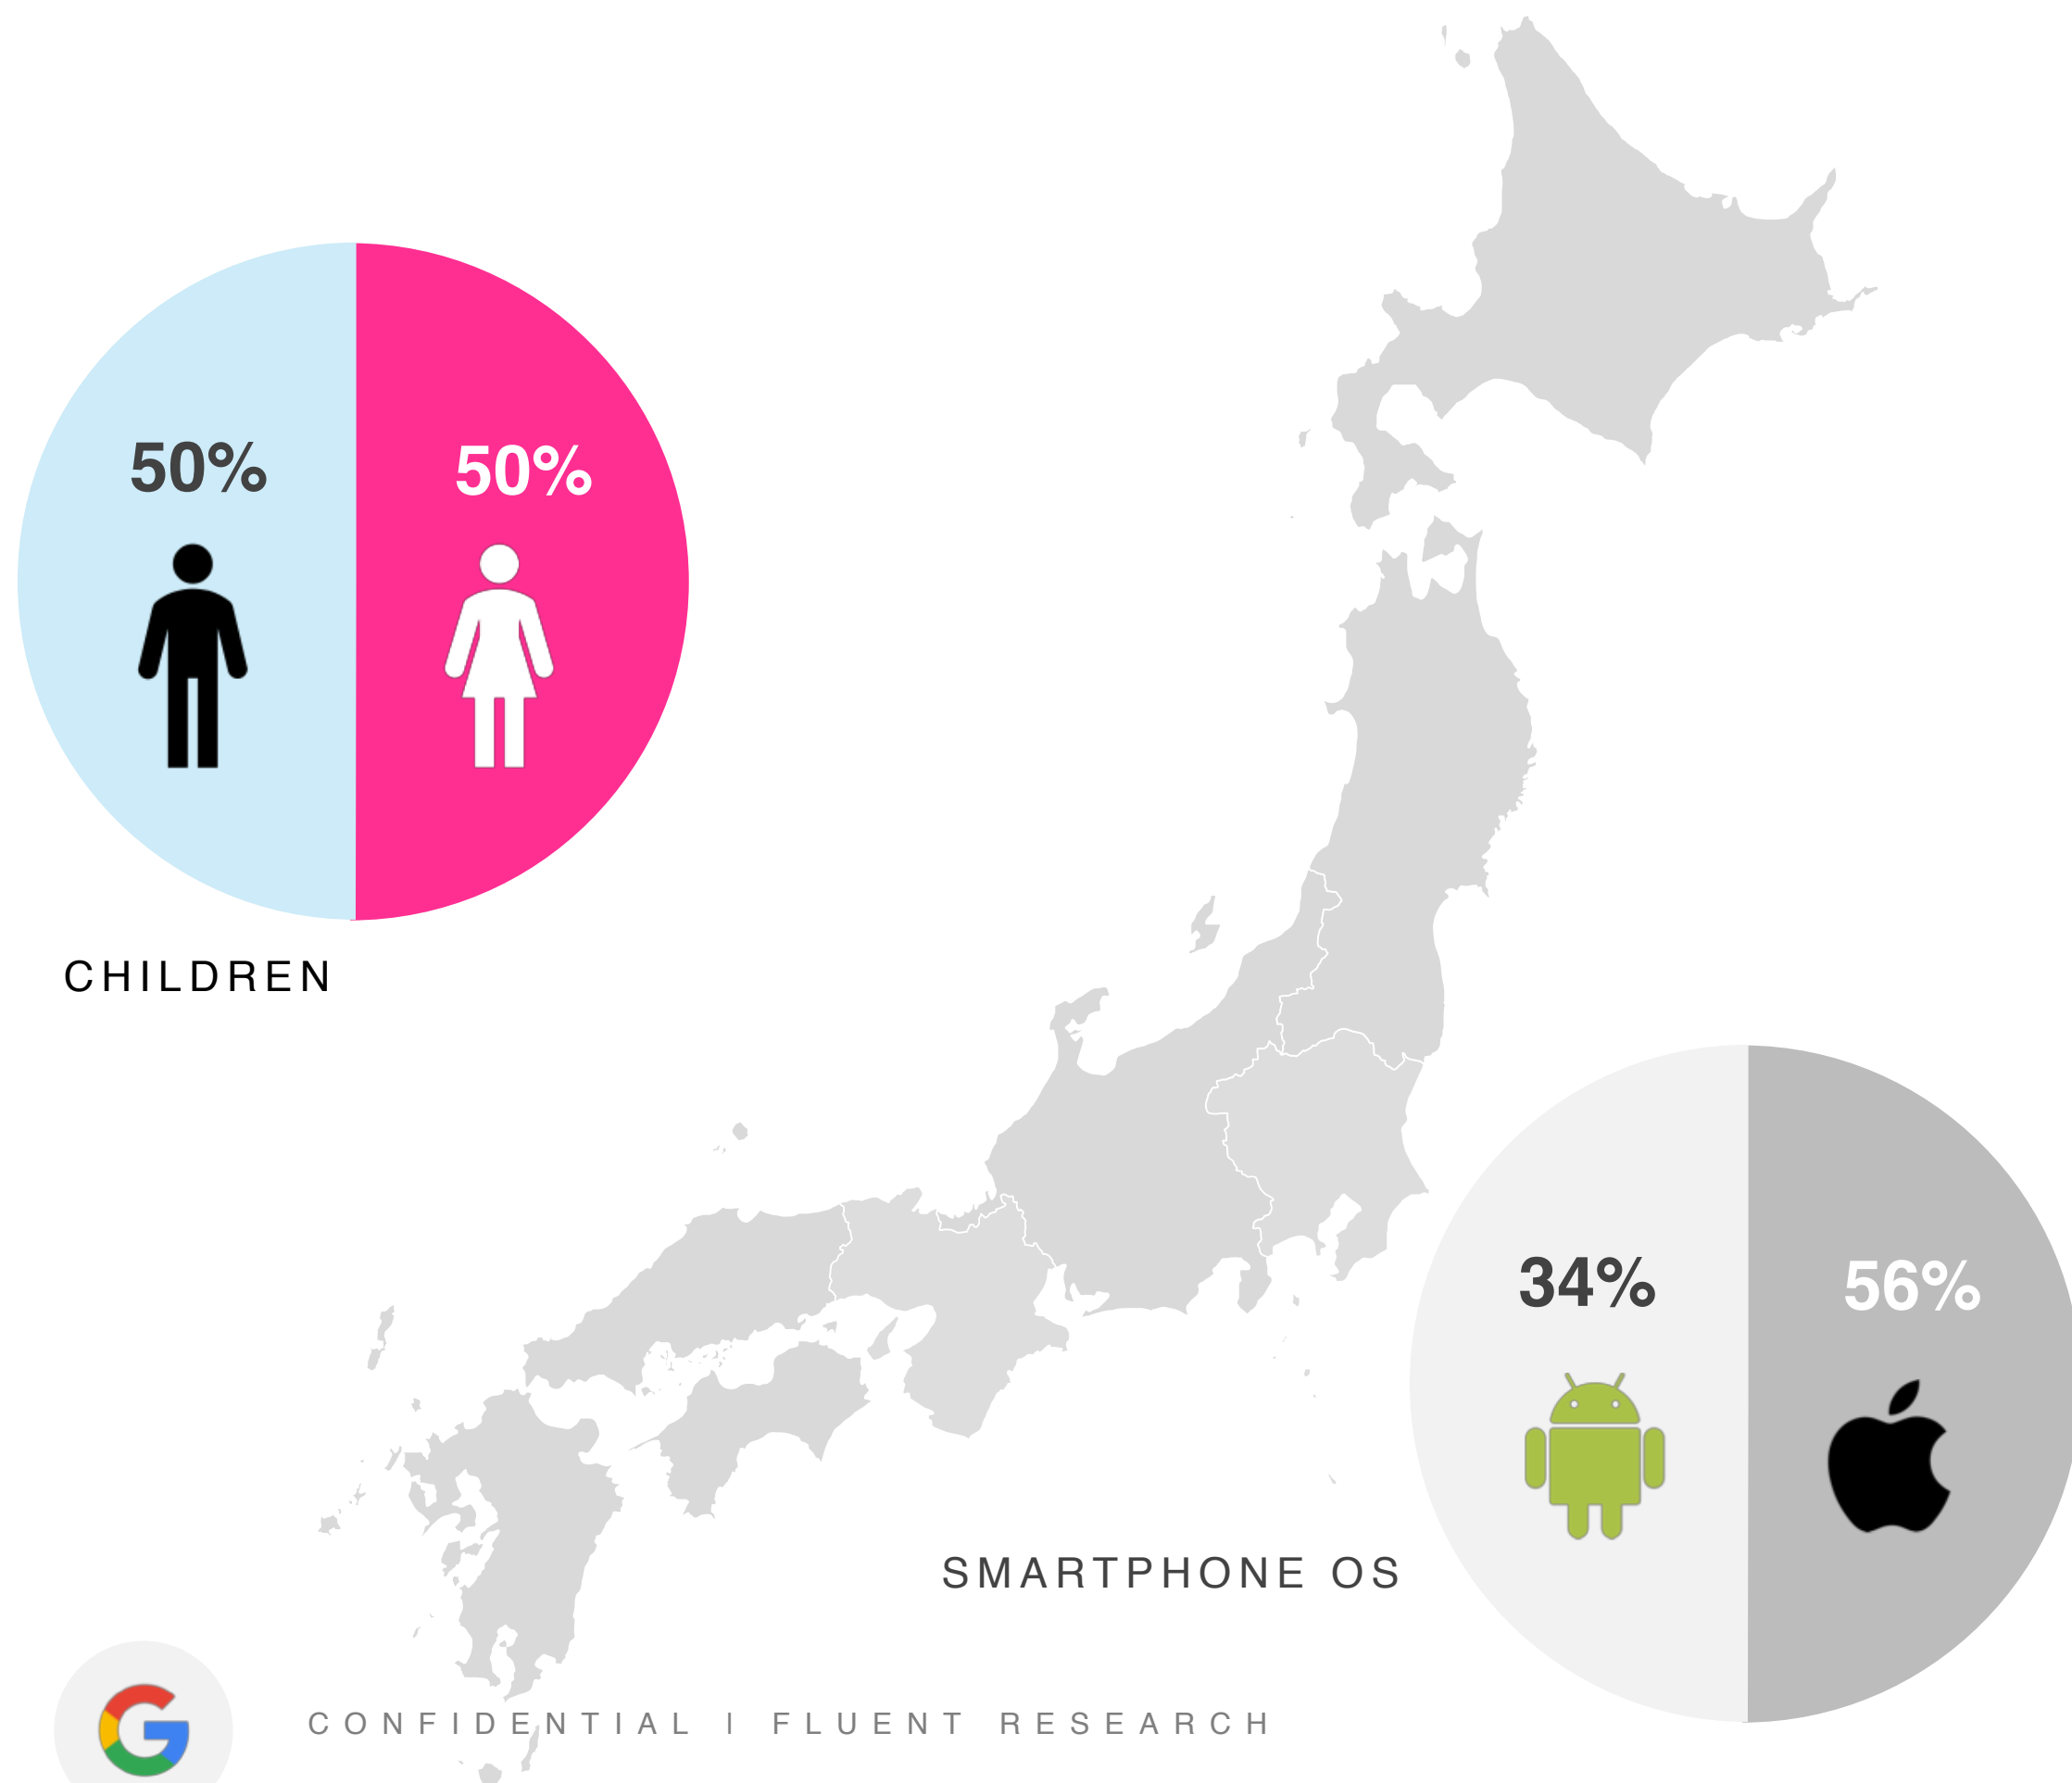 50% 50%
CHILDREN
34% 56%
SMARTPHONE OS
CONFIDENTIAL | FLUENT RESEARCH